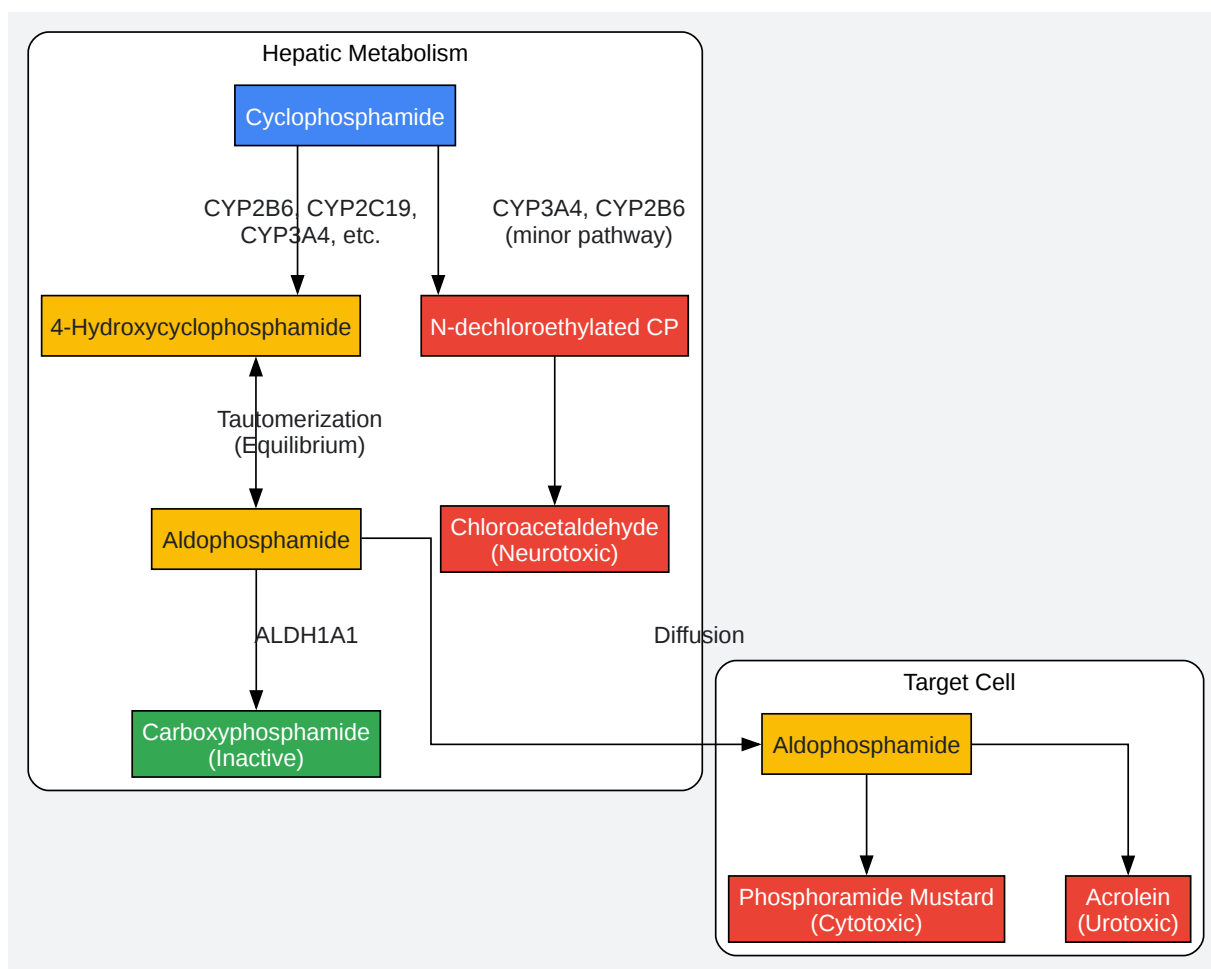 Hepatic Metabolism
Cyclophosphamide
CYP2B6, CYP2C19,
CYP3A4, etc.
CYP3A4, CYP2B6
(minor pathway)
4-Hydroxycyclophosphamide
N-dechloroethylated CP
Tautomerization
(Equilibrium)
Aldophosphamide
Chloroacetaldehyde
(Neurotoxic)
ALDH1A1
Diffusion
Carboxyphosphamide
(Inactive)
Target Cell
Aldophosphamide
Phosphoramide Mustard
(Cytotoxic)
Acrolein
(Urotoxic)